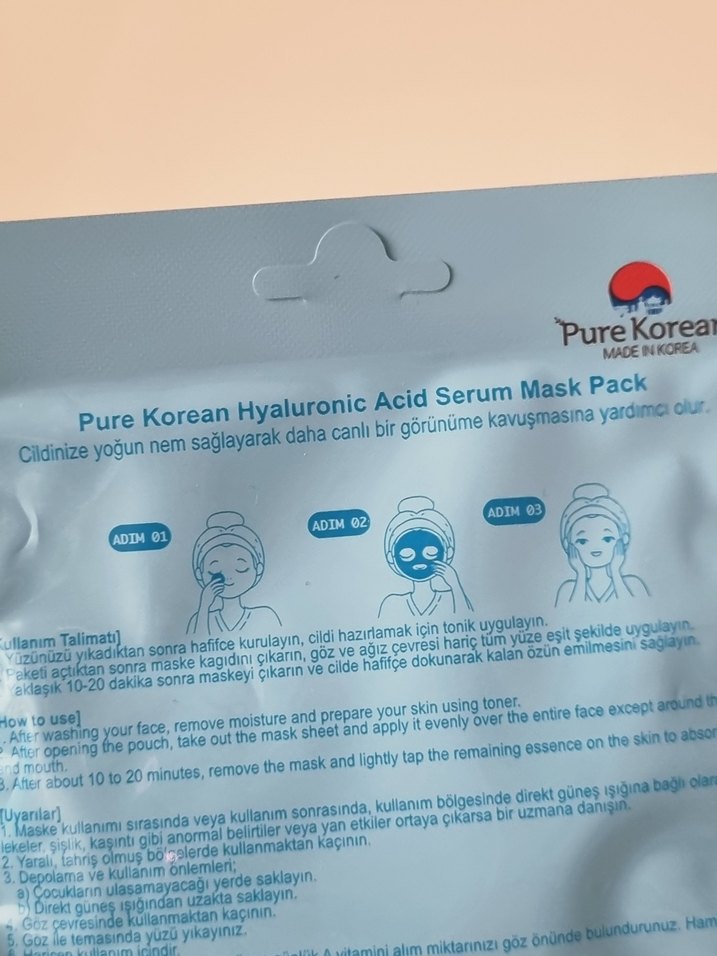 Pure Korean
MADE IN KOREA
Pure Korean Hyaluronic Acid Serum Mask Pack
Cildinize yoğun nem sağlayarak daha canlı bir görünüme kavuşmasına yardımcı olur.
ADIM 01
ADIM 02
ADIM 03
Kullanım Talimatı]
Yüzünüzü yıkadıktan sonra hafifce kurulayın, cildi hazırlamak için tonik uygulayın.
Paketi açtıktan sonra maske kagıdını çıkarın, göz ve ağız çevresi hariç tüm yüze eşit şekilde uygulayın.
aklaşık 10-20 dakika sonra maskeyi çıkarın ve cilde hafifçe dokunarak kalan özün emilmesini sağlayın.
How to use]
. After washing your face, remove moisture and prepare your skin using toner.
2. After opening the pouch, take out the mask sheet and apply it evenly over the entire face except around th
and mouth.
3. After about 10 to 20 minutes, remove the mask and lightly tap the remaining essence on the skin to absor
[Uyarılar]
1. Maske kullanımı sırasında veya kullanım sonrasında, kullanım bölgesinde direkt güneş ışığına bağlı olara
lekeler, şişlik, kaşıntı gibi anormal belirtiler veya yan etkiler ortaya çıkarsa bir uzmana danışın.
2. Yaralı, tahriş olmuş bölgelerde kullanmaktan kaçının.
3. Depolama ve kullanım önlemleri;
a) Çocukların ulaşamayacağı yerde saklayın.
b) Direkt güneş ışığından uzakta saklayın.
4. Göz çevresinde kullanmaktan kaçının.
5. Göz ile temasında yüzü yıkayınız.
Haricen kullanım içindir. A vitamini alım miktarınızı göz önünde bulundurunuz. Ham